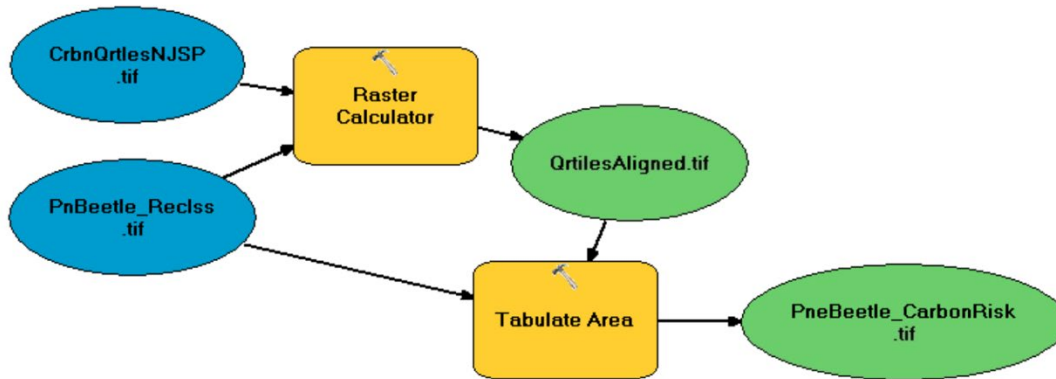 CrbnQrtlesNJSP
.tif
Raster
Calculator
QrtilesAligned.tif
PnBeetle_Reclss
.tif
Tabulate Area
PneBeetle_CarbonRisk
.tif